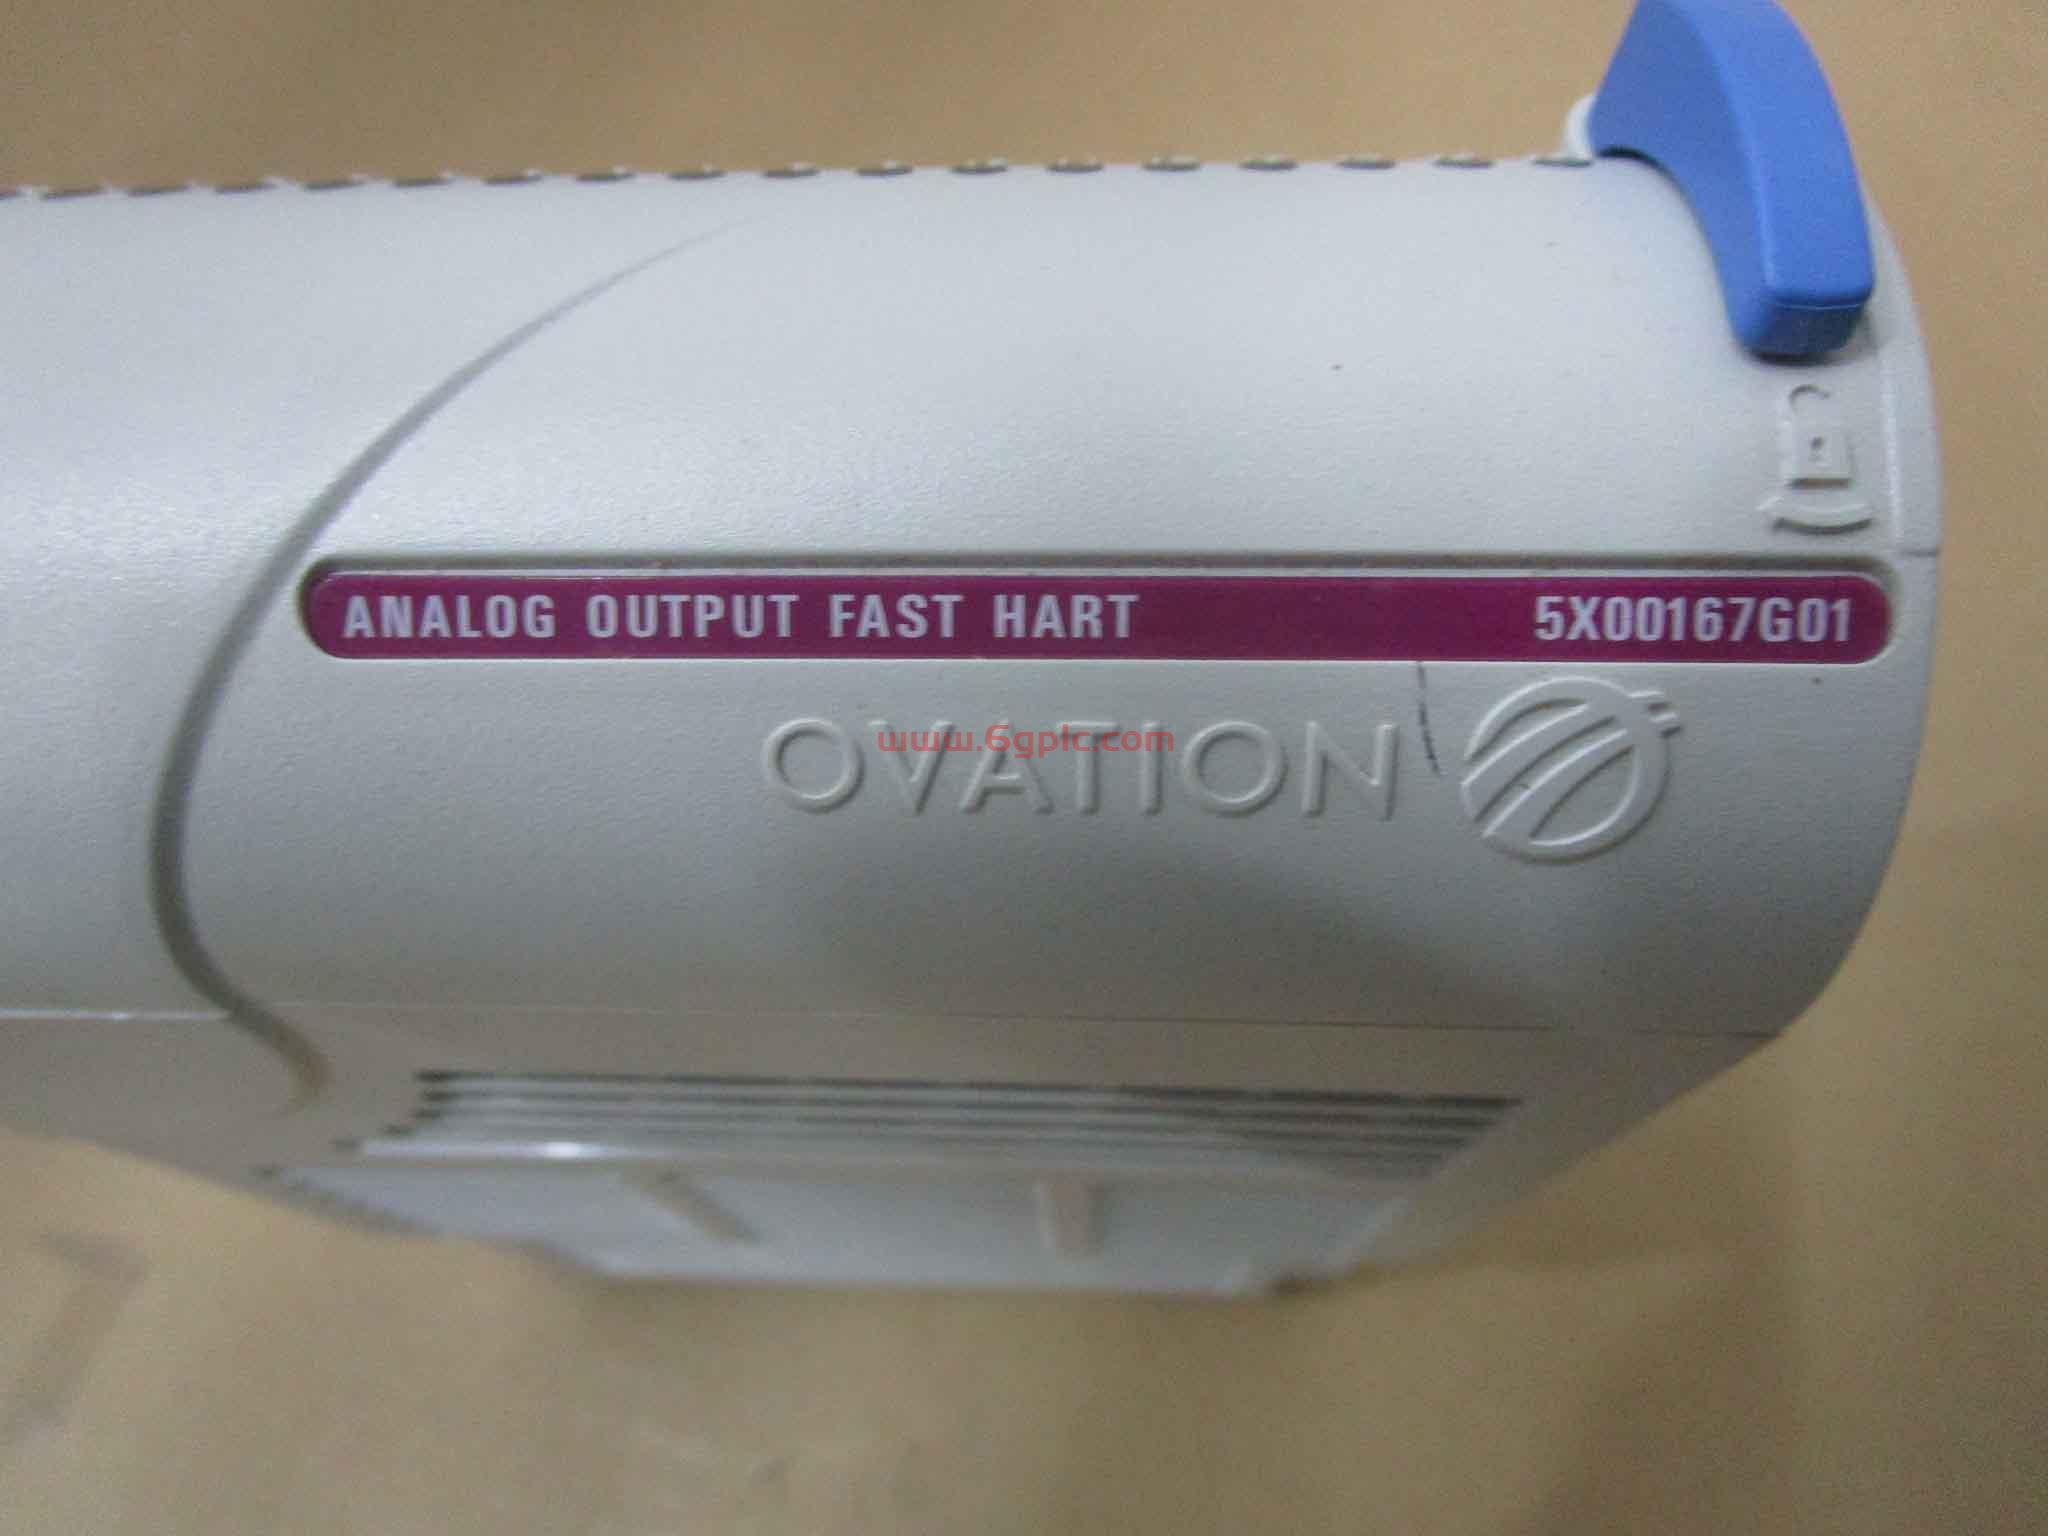 ANALOG OUTPUT FAST HART 5X00167G01
OVATION
www.6gplc.com